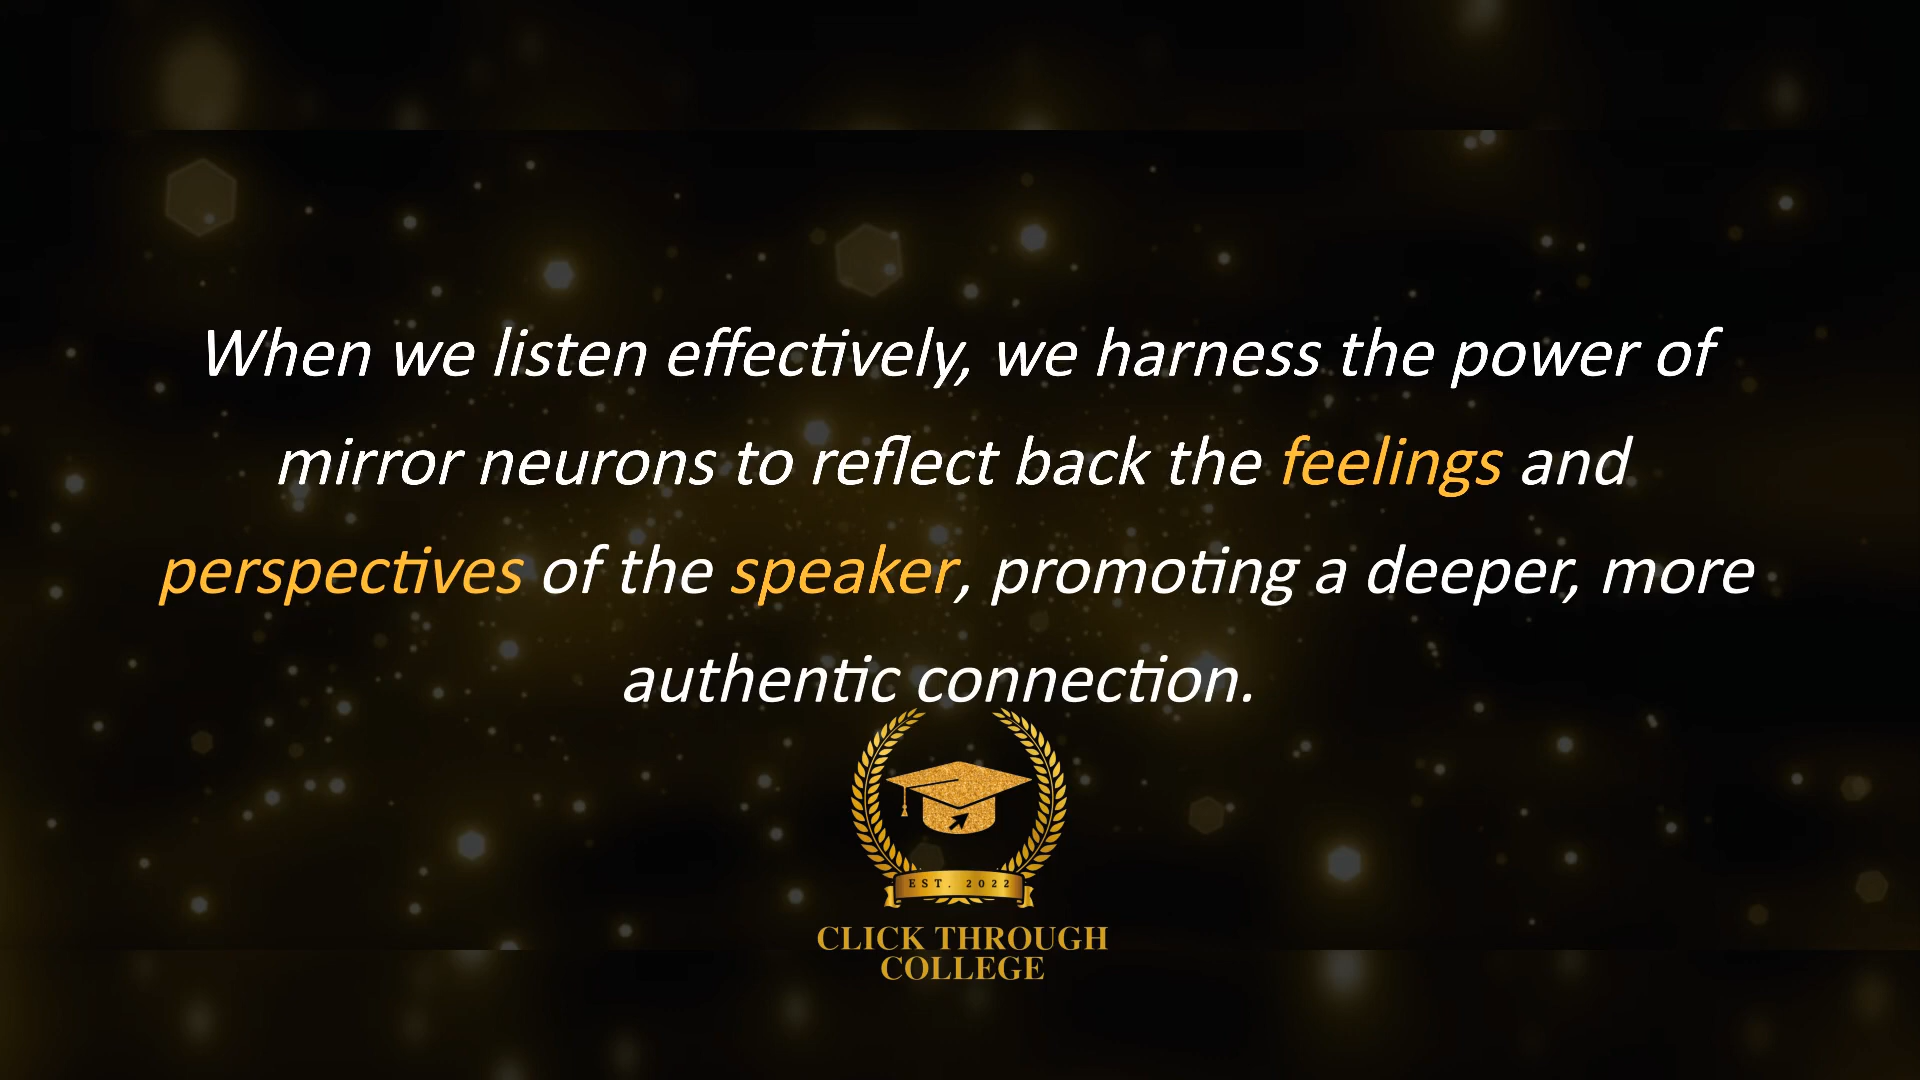 When we listen effectively, we harness the power of
mirror neurons to reflect back the feelings and
perspectives of the speaker, promoting a deeper, more
authentic connection.
EST. 2022
CLICK THROUGH
COLLEGE